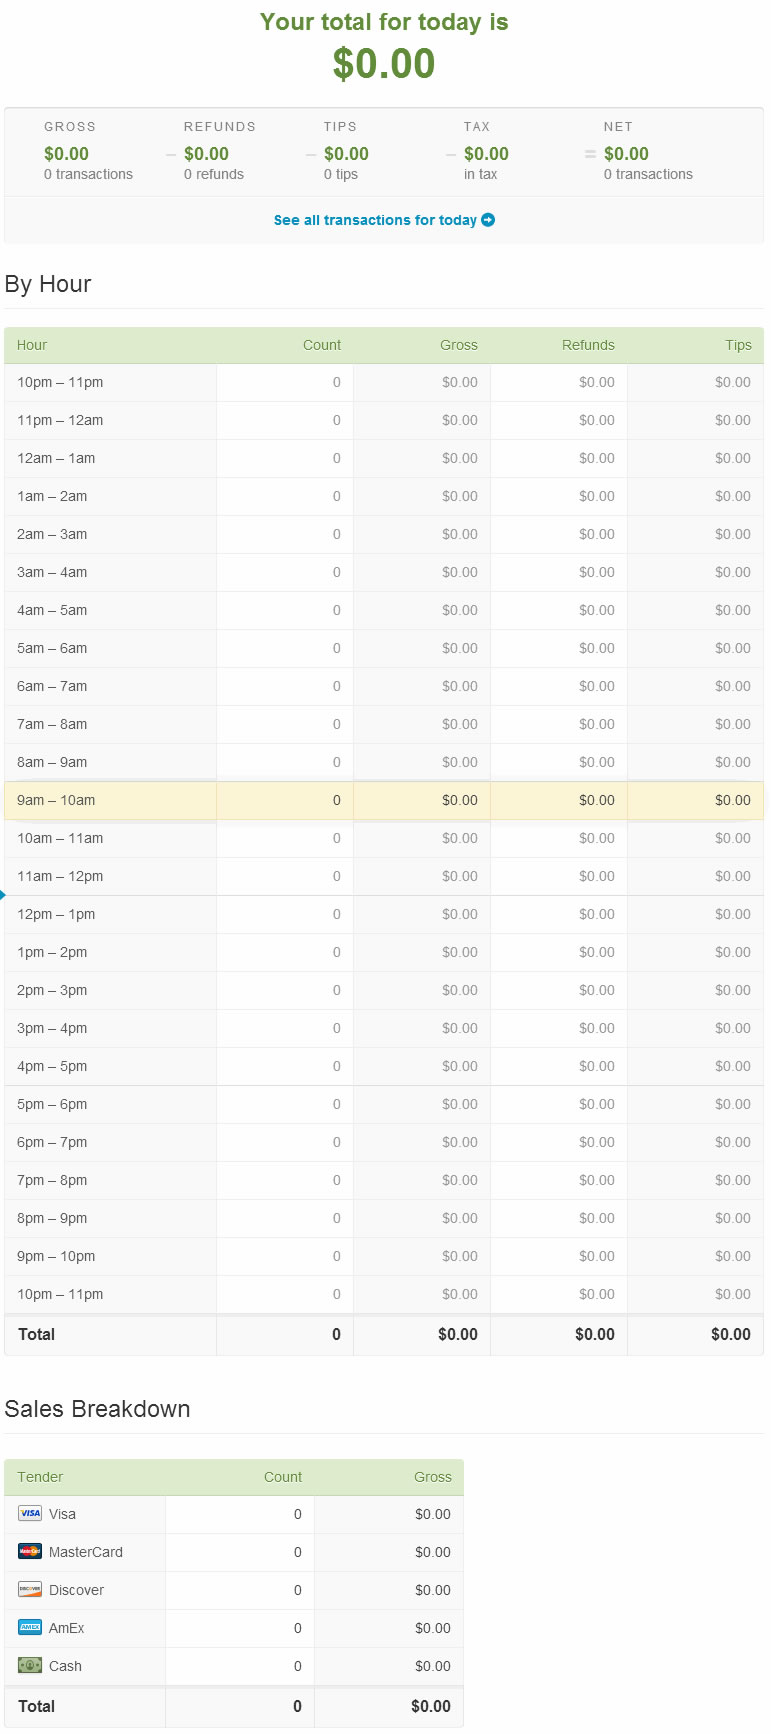 Your total for today is
$0.00
GROSS REFUNDS TIPS TAX NET
$0.00 – $0.00 – $0.00 – $0.00 = $0.00
0 transactions 0 refunds 0 tips in tax 0 transactions
See all transactions for today
By Hour
Hour Count Gross Refunds Tips
10pm – 11pm 0 $0.00 $0.00 $0.00
11pm – 12am 0 $0.00 $0.00 $0.00
12am – 1am 0 $0.00 $0.00 $0.00
1am – 2am 0 $0.00 $0.00 $0.00
2am – 3am 0 $0.00 $0.00 $0.00
3am – 4am 0 $0.00 $0.00 $0.00
4am – 5am 0 $0.00 $0.00 $0.00
5am – 6am 0 $0.00 $0.00 $0.00
6am – 7am 0 $0.00 $0.00 $0.00
7am – 8am 0 $0.00 $0.00 $0.00
8am – 9am 0 $0.00 $0.00 $0.00
9am – 10am 0 $0.00 $0.00 $0.00
10am – 11am 0 $0.00 $0.00 $0.00
11am – 12pm 0 $0.00 $0.00 $0.00
12pm – 1pm 0 $0.00 $0.00 $0.00
1pm – 2pm 0 $0.00 $0.00 $0.00
2pm – 3pm 0 $0.00 $0.00 $0.00
3pm – 4pm 0 $0.00 $0.00 $0.00
4pm – 5pm 0 $0.00 $0.00 $0.00
5pm – 6pm 0 $0.00 $0.00 $0.00
6pm – 7pm 0 $0.00 $0.00 $0.00
7pm – 8pm 0 $0.00 $0.00 $0.00
8pm – 9pm 0 $0.00 $0.00 $0.00
9pm – 10pm 0 $0.00 $0.00 $0.00
10pm – 11pm 0 $0.00 $0.00 $0.00
Total 0 $0.00 $0.00 $0.00
Sales Breakdown
Tender Count Gross
VISA Visa 0 $0.00
MasterCard MasterCard 0 $0.00
DISCOVER Discover 0 $0.00
AMEX AmEx 0 $0.00
Cash 0 $0.00
Total 0 $0.00